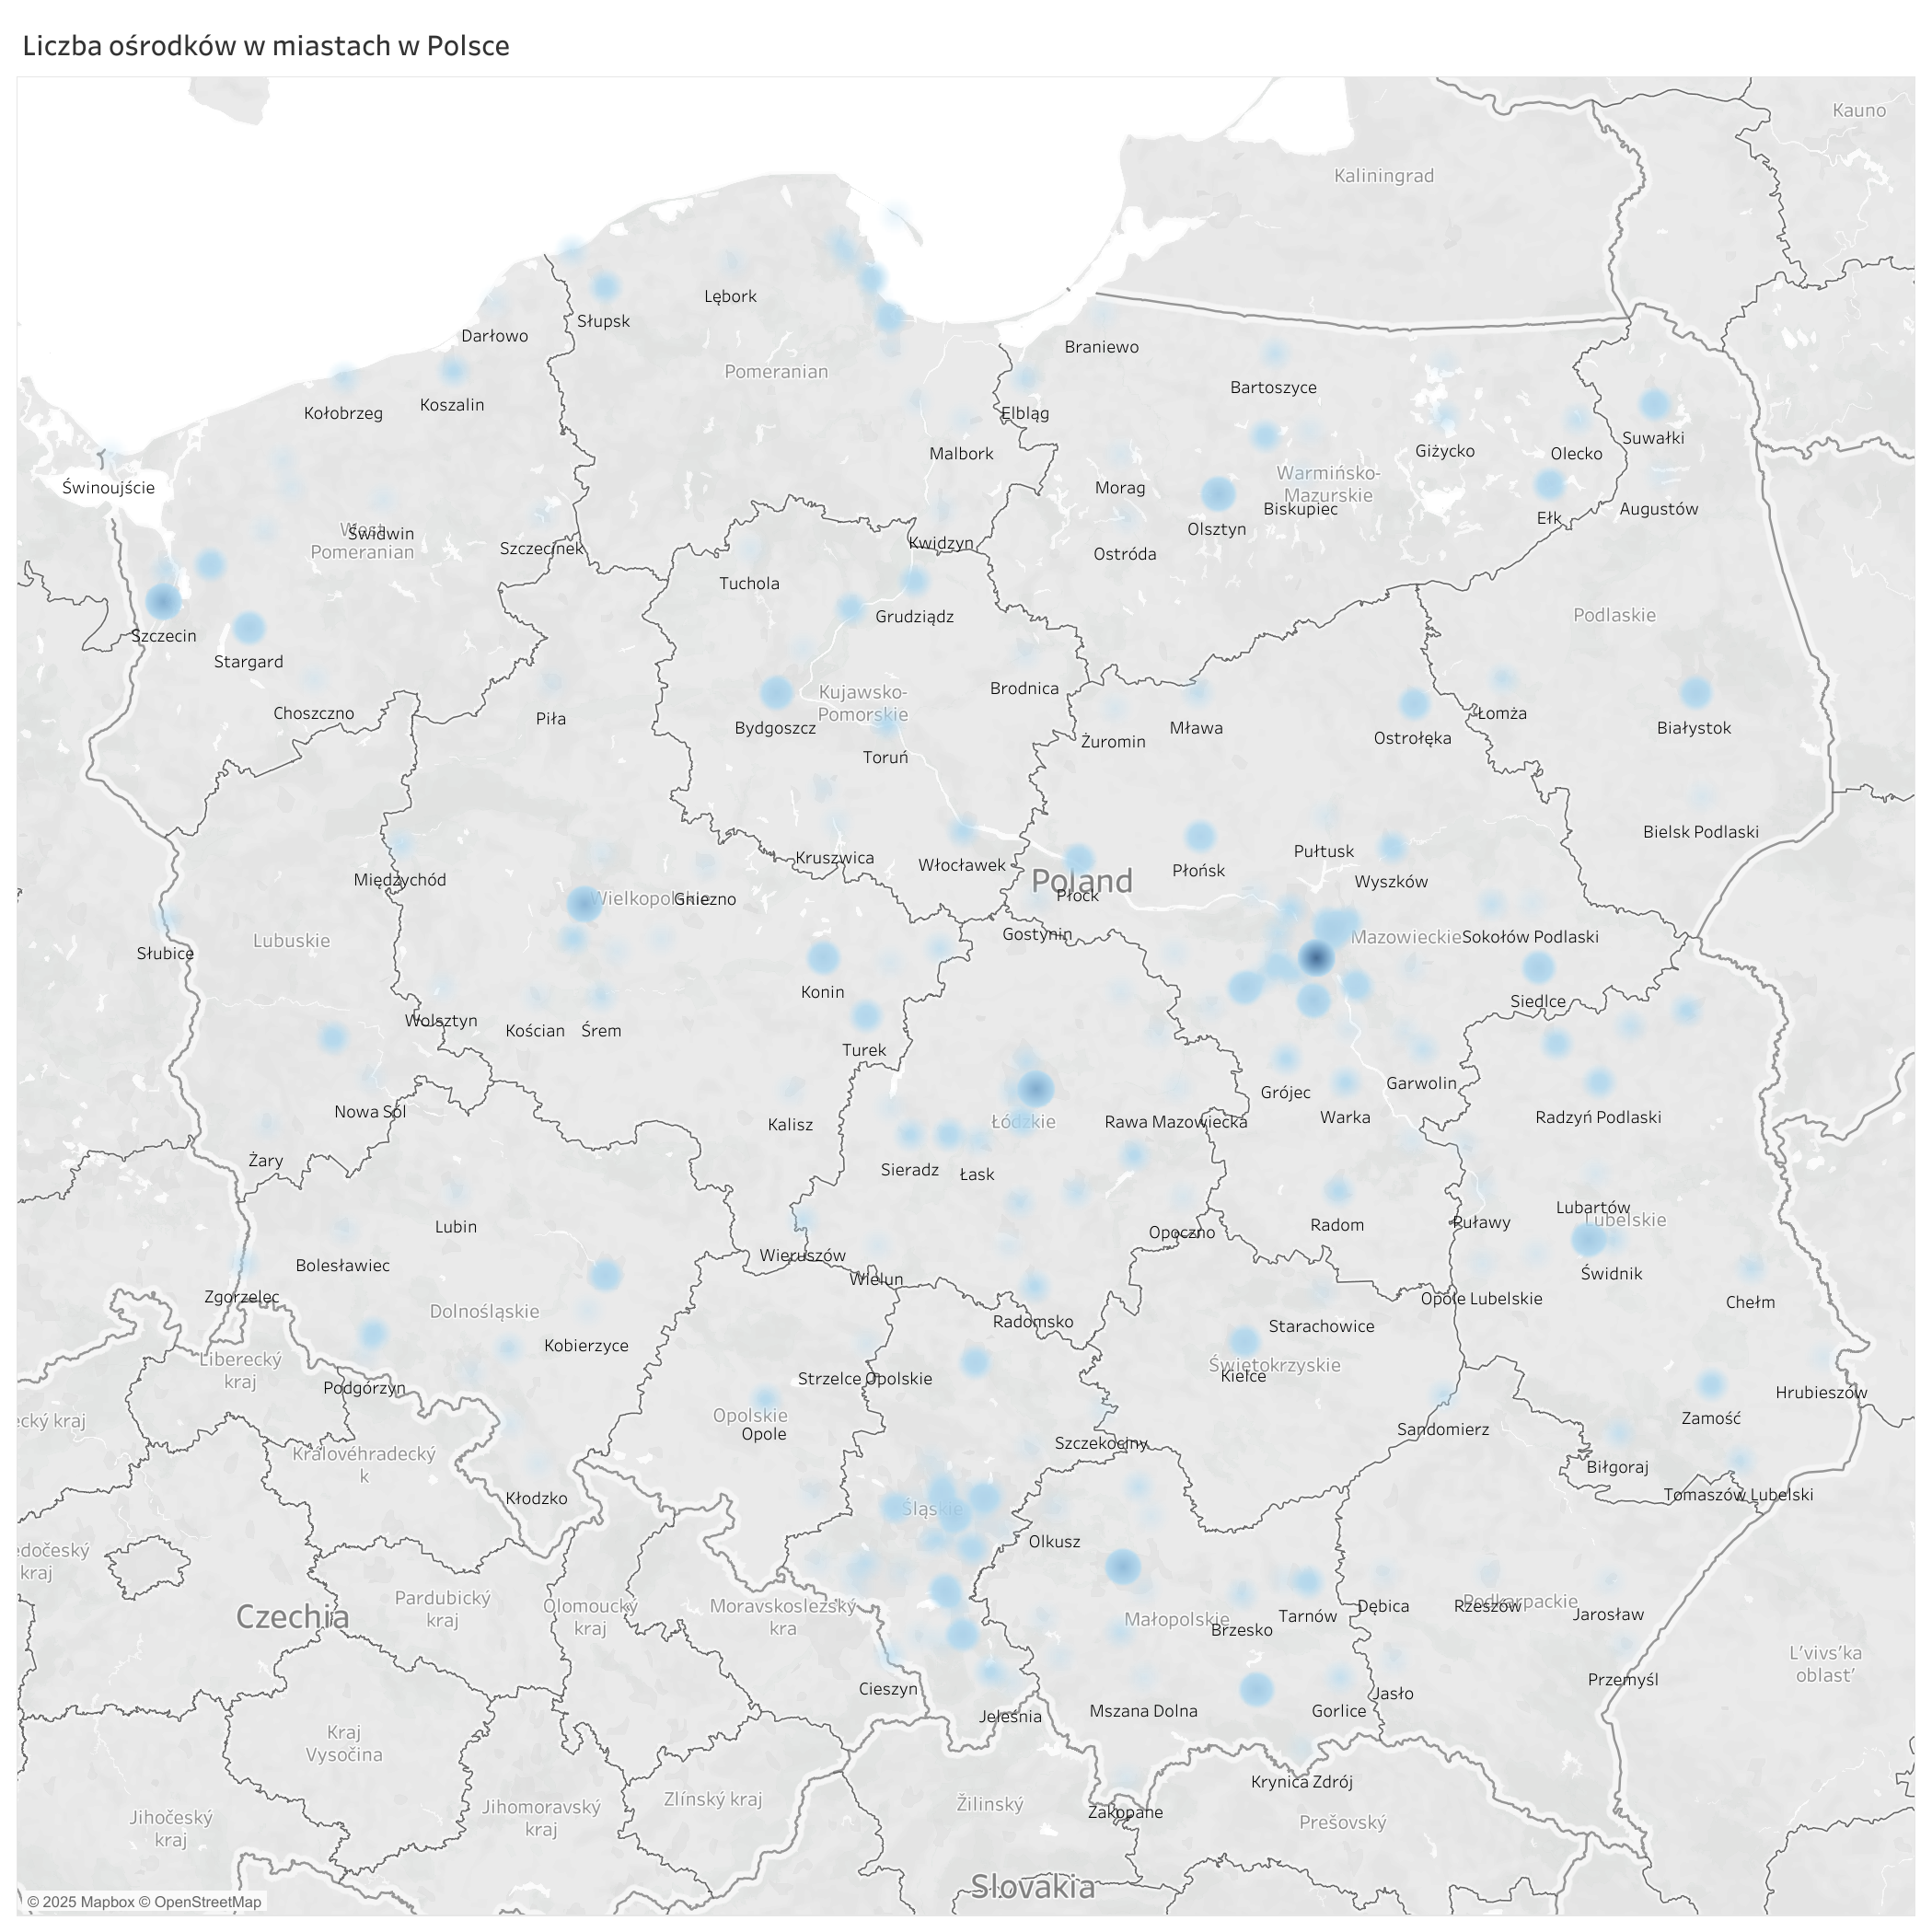 Liczba ośrodków w miastach w Polsce
Kauno
Kaliningrad
Lębork
Słupsk
Darłowo
Braniewo
Pomeranian
Bartoszyce
Kołobrzeg
Koszalin
Elbląg
Suwałki
Malbork
Giżycko
Olecko
Świnoujście
Morag
Warmińsko-
Mazurskie
Biskupiec
Olsztyn
Ełk
Augustów
West
Pomeranian
Świdwin
Szczecinek
Kwidzyn
Ostróda
Tuchola
Grudziądz
Podlaskie
Szczecin
Stargard
Brodnica
Kujawsko-
Pomorskie
Choszczno
Piła
Bydgoszcz
Toruń
Żuromin
Mława
Ostrołęka
Łomża
Białystok
Bielsk Podlaski
Kruszwica
Włocławek
Pułtusk
Płońsk
Wyszków
Międzychód
Poland
Płock
Wielkopolskie
Gniezno
Gostynin
Mazowieckie
Sokołów Podlaski
Lubuskie
Słubice
Konin
Siedlce
Wolsztyn
Kościan
Śrem
Turek
Nowa Sól
Kalisz
Garwolin
Grójec
Warka
Łódzkie
Rawa Mazowiecka
Radzyń Podlaski
Żary
Sieradz
Łask
Lubin
Radom
Puławy
Lubartów
Lubelskie
Opoczno
Bolesławiec
Wieruszów
Wielun
Świdnik
Zgorzelec
Dolnośląskie
Opole Lubelskie
Chełm
Radomsko
Starachowice
Kobierzyce
Liberecký
kraj
Podgórzyn
Strzelce Opolskie
Świętokrzyskie
Kielce
Hrubieszów
ecký kraj
Opolskie
Opole
Zamość
Sandomierz
Szczekociny
Královéhradecký
k
Biłgoraj
Kłodzko
Śląskie
Tomaszów Lubelski
Olkusz
edočeský
kraj
Pardubický
kraj
Olomoucký
kraj
Moravskoslezský
kra
Czechia
Małopolskie
Brzesko
Tarnów
Dębica
Podkarpackie
Rzeszów
Jarosław
L'vivs'ka
oblast'
Przemyśl
Cieszyn
Jeleśnia
Mszana Dolna
Gorlice
Jasło
Kraj
Vysočina
Krynica Zdrój
Zlínský kraj
Žilinský
Zakopane
Prešovský
Jihočeský
kraj
Jihomoravský
kraj
Slovakia
© 2025 Mapbox © OpenStreetMap